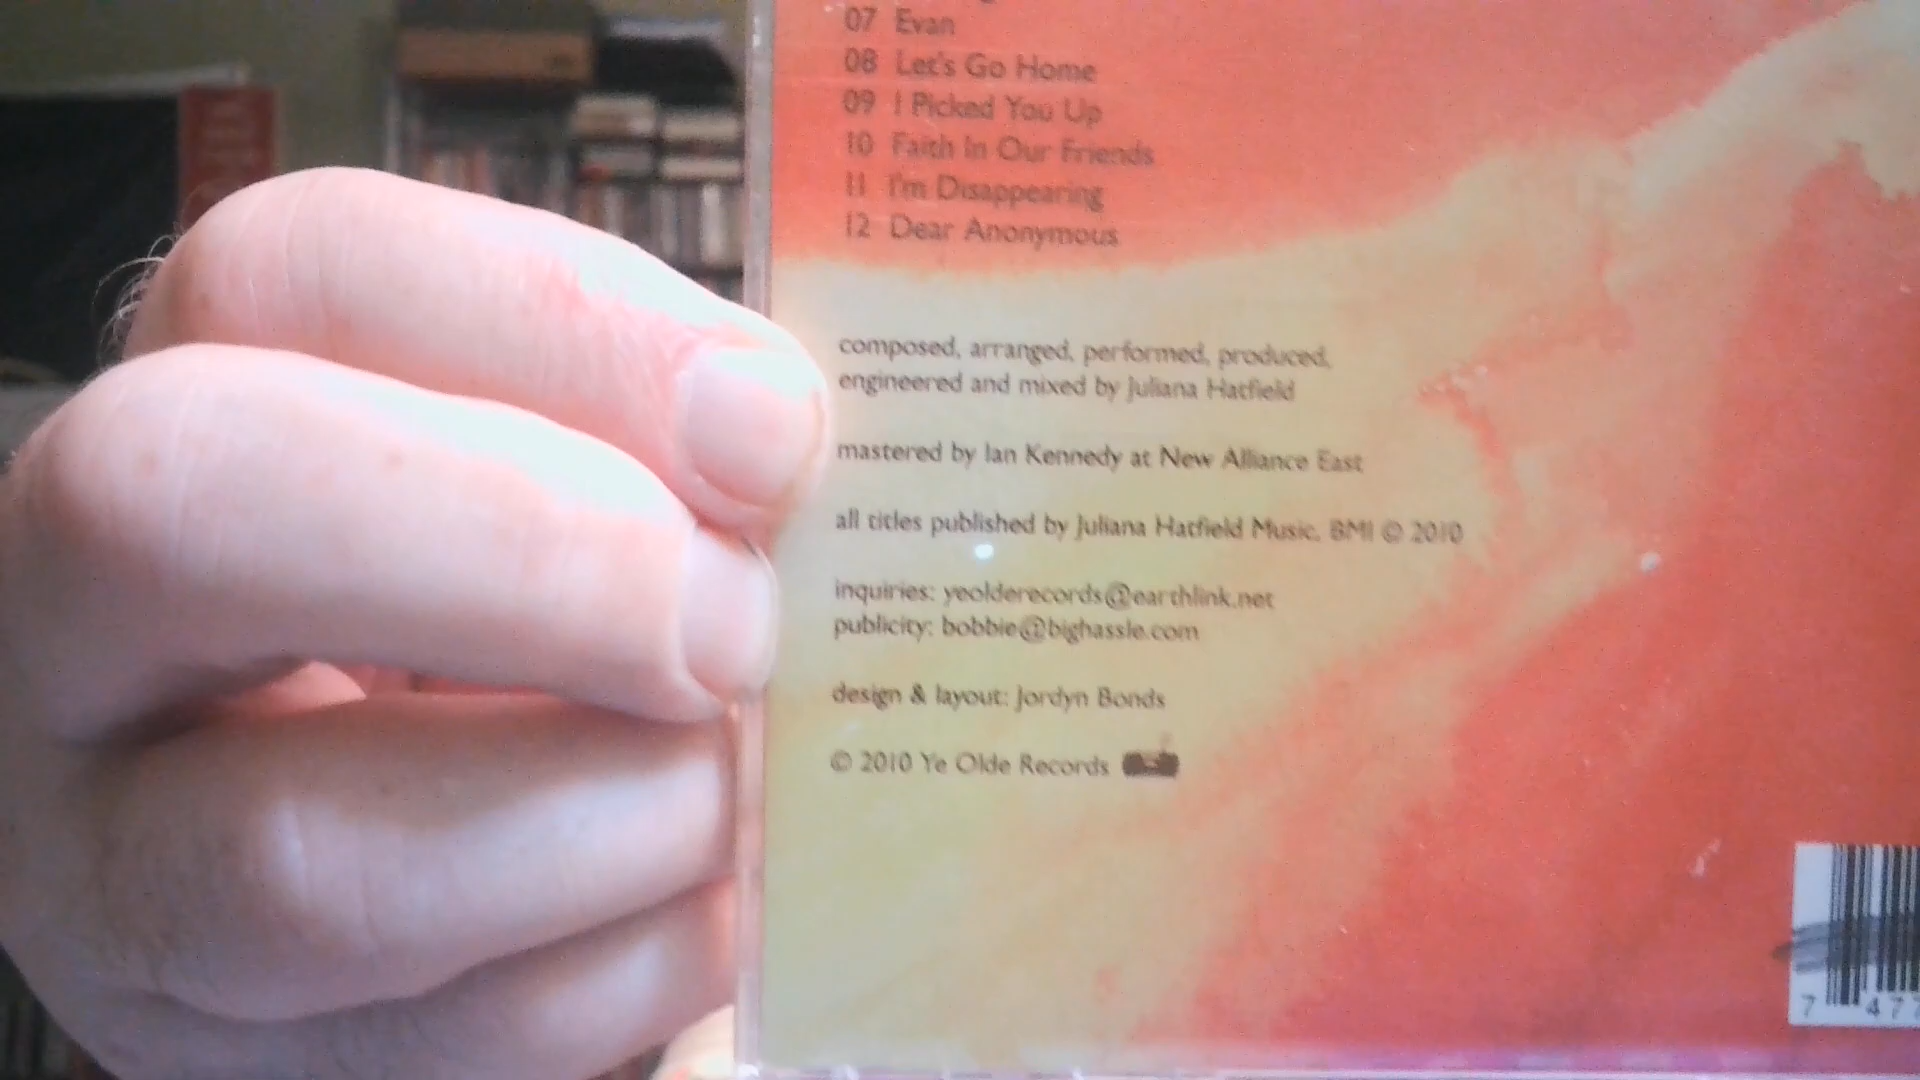 07 Evan
08 Let's Go Home
09 I Picked You Up
10 Faith In Our Friends
11 I'm Disappearing
12 Dear Anonymous
composed, arranged, performed, produced,
engineered and mixed by Juliana Hatfield
mastered by Ian Kennedy at New Alliance East
all titles published by Juliana Hatfield Music, BMI © 2010
inquiries: yeolderecords@earthlink.net
publicity: bobbie@bighassle.com
design & layout: Jordyn Bonds
© 2010 Ye Olde Records
7 477